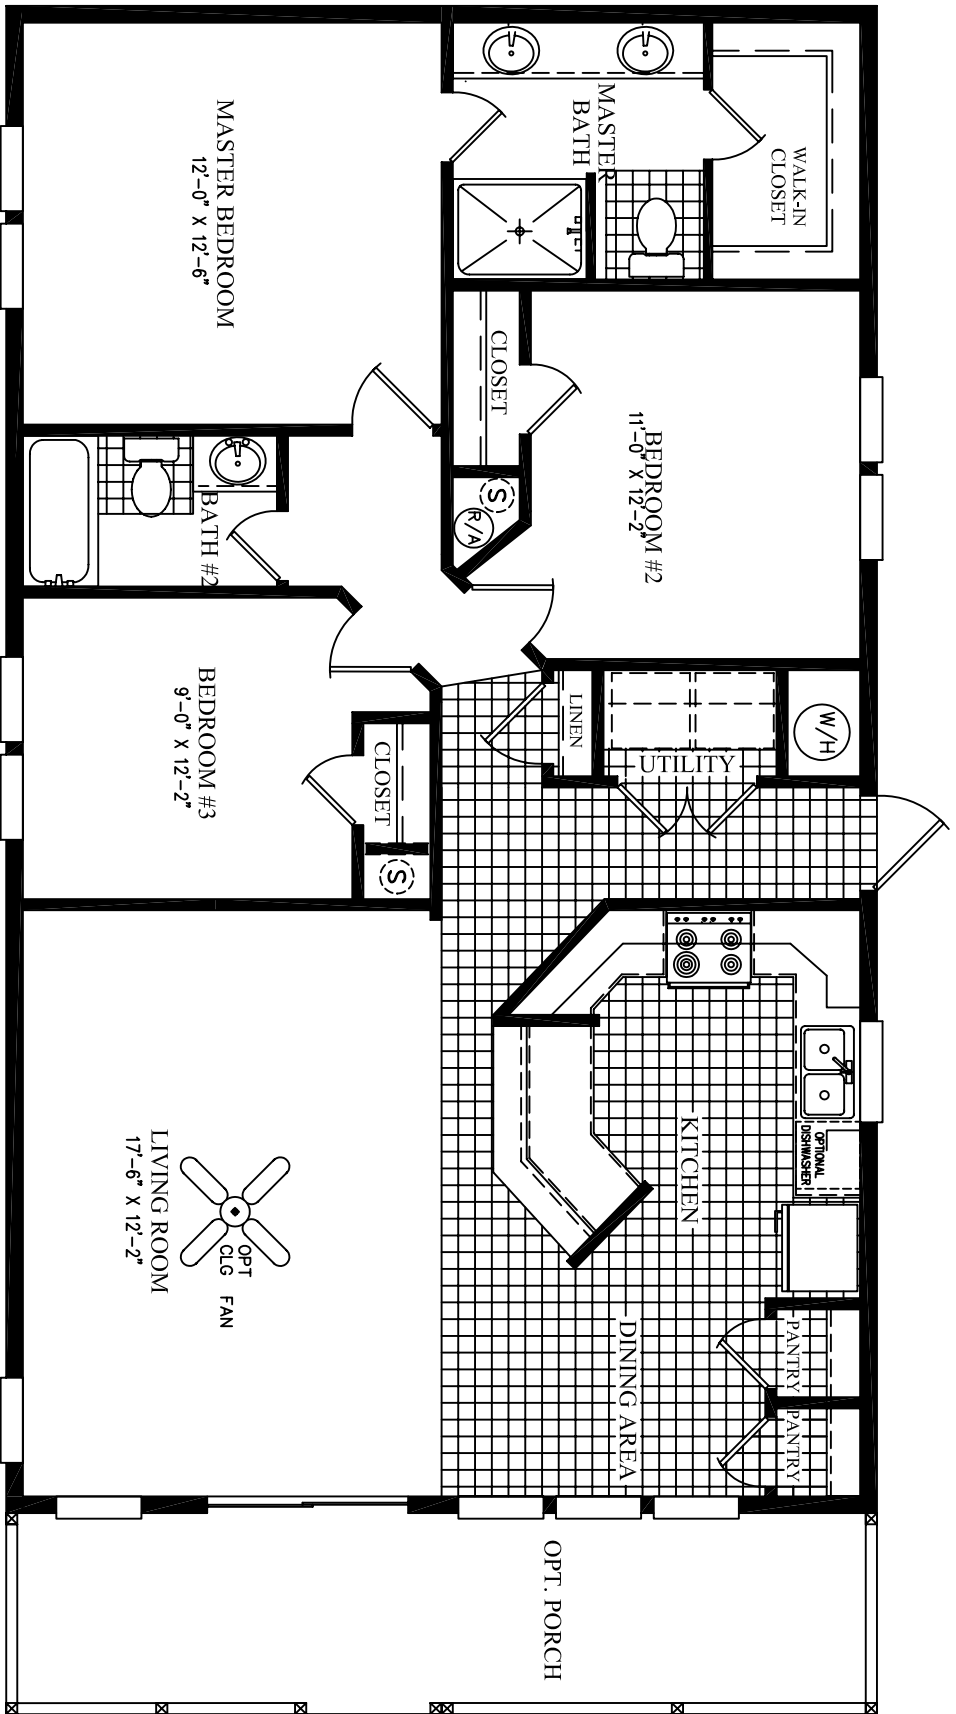 WALK-IN
CLOSET
MASTER
BATH
MASTER BEDROOM
12'-0" X 12'-6"
CLOSET
BEDROOM #2
11'-0" X 12'-2"
S
R/A
BATH #2
BEDROOM #3
9'-0" X 12'-2"
CLOSET
S
LINEN
UTILITY
W/H
KITCHEN
OPTIONAL
DISHWASHER
PANTRY
PANTRY
DINING AREA
LIVING ROOM
17'-6" X 12'-2"
OPT
CLG FAN
OPT. PORCH